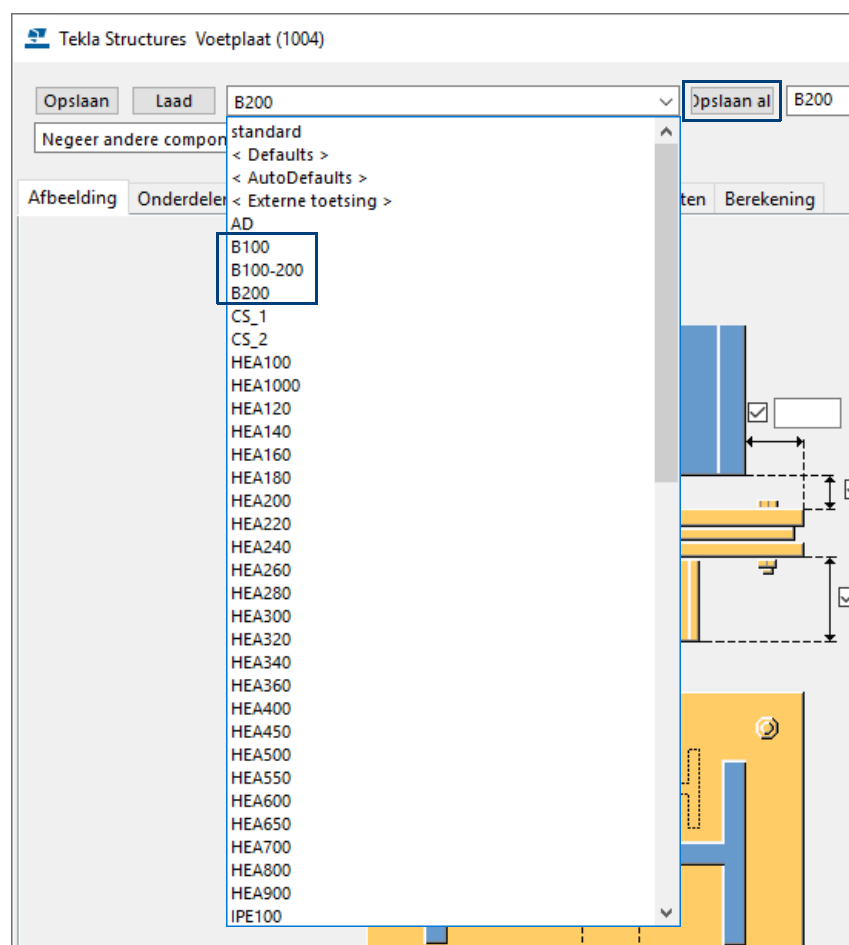 Tekla Structures Voetplaat (1004)
Opslaan Laad B200 Opslaan al B200
Negeer andere compon
standard
< Defaults >
< AutoDefaults >
Afbeelding Onderdelen < Externe toetsing > ten Berekening
AD
B100
B100-200
B200
CS_1
CS_2
HEA100
HEA1000
HEA120
HEA140
HEA160
HEA180
HEA200
HEA220
HEA240
HEA260
HEA280
HEA300
HEA320
HEA340
HEA360
HEA400
HEA450
HEA500
HEA550
HEA600
HEA650
HEA700
HEA800
HEA900
IPE100